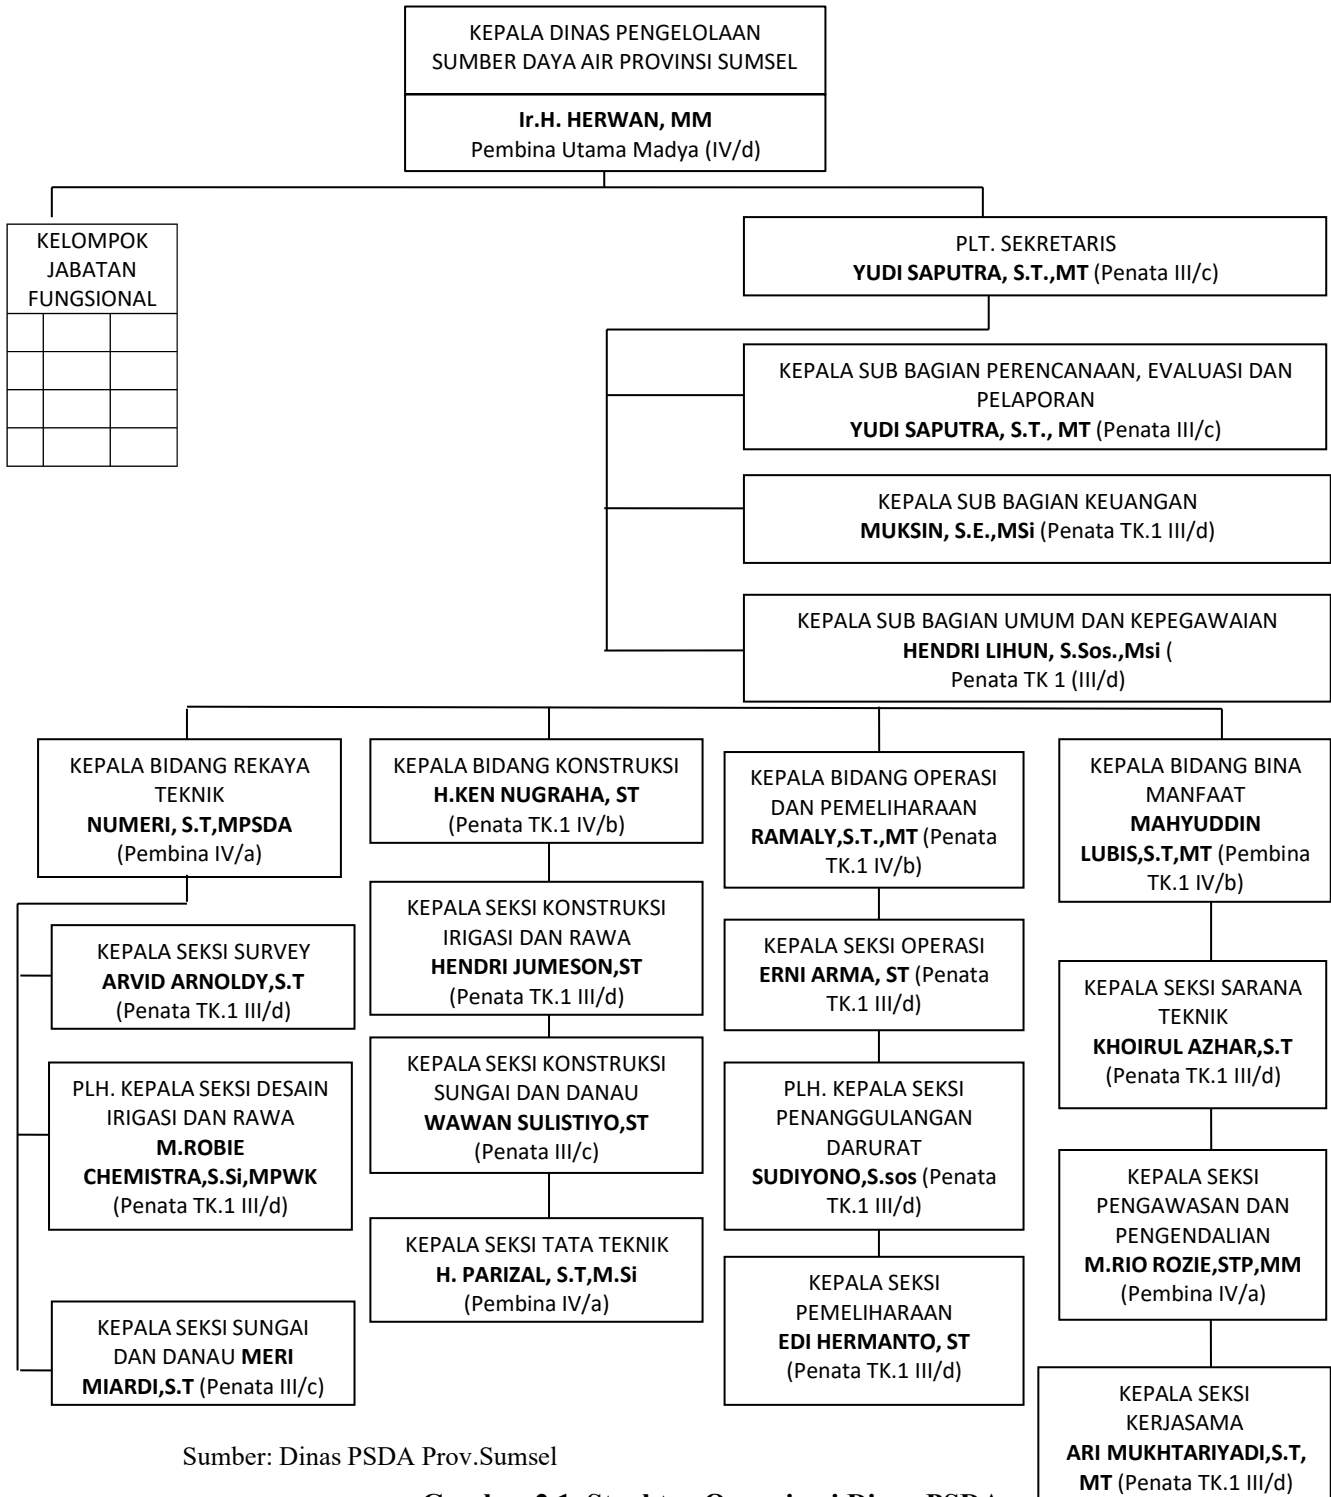 KEPALA DINAS PENGELOLAAN
SUMBER DAYA AIR PROVINSI SUMSEL
Ir.H. HERWAN, MM
Pembina Utama Madya (IV/d)
KELOMPOK
JABATAN
FUNGSIONAL
PLT. SEKRETARIS
YUDI SAPUTRA, S.T.,MT (Penata III/c)
KEPALA SUB BAGIAN PERENCANAAN, EVALUASI DAN
PELAPORAN
YUDI SAPUTRA, S.T., MT (Penata III/c)
KEPALA SUB BAGIAN KEUANGAN
MUKSIN, S.E.,MSi (Penata TK.1 III/d)
KEPALA SUB BAGIAN UMUM DAN KEPEGAWAIAN
HENDRI LIHUN, S.Sos.,Msi (
Penata TK 1 (III/d)
KEPALA BIDANG REKAYA
TEKNIK
NUMERI, S.T,MPSDA
(Pembina IV/a)
KEPALA SEKSI SURVEY
ARVID ARNOLDY,S.T
(Penata TK.1 III/d)
PLH. KEPALA SEKSI DESAIN
IRIGASI DAN RAWA
M.ROBIE
CHEMISTRA,S.Si,MPWK
(Penata TK.1 III/d)
KEPALA SEKSI SUNGAI
DAN DANAU MERI
MIARDI,S.T (Penata III/c)
KEPALA BIDANG KONSTRUKSI
H.KEN NUGRAHA, ST
(Penata TK.1 IV/b)
KEPALA SEKSI KONSTRUKSI
IRIGASI DAN RAWA
HENDRI JUMESON,ST
(Penata TK.1 III/d)
KEPALA SEKSI KONSTRUKSI
SUNGAI DAN DANAU
WAWAN SULISTIYO,ST
(Penata III/c)
KEPALA SEKSI TATA TEKNIK
H. PARIZAL, S.T,M.Si
(Pembina IV/a)
KEPALA BIDANG OPERASI
DAN PEMELIHARAAN
RAMALY,S.T.,MT (Penata
TK.1 IV/b)
KEPALA SEKSI OPERASI
ERNI ARMA, ST (Penata
TK.1 III/d)
PLH. KEPALA SEKSI
PENANGGULANGAN
DARURAT
SUDIYONO,S.sos (Penata
TK.1 III/d)
KEPALA SEKSI
PEMELIHARAAN
EDI HERMANTO, ST
(Penata TK.1 III/d)
KEPALA BIDANG BINA
MANFAAT
MAHYUDDIN
LUBIS,S.T,MT (Pembina
TK.1 IV/b)
KEPALA SEKSI SARANA
TEKNIK
KHOIRUL AZHAR,S.T
(Penata TK.1 III/d)
KEPALA SEKSI
PENGAWASAN DAN
PENGENDALIAN
M.RIO ROZIE,STP,MM
(Pembina IV/a)
KEPALA SEKSI
KERJASAMA
ARI MUKHTARIYADI,S.T,
MT (Penata TK.1 III/d)
Sumber: Dinas PSDA Prov.Sumsel
Gambar 2.1. Struktur Organisasi Dinas PSDA